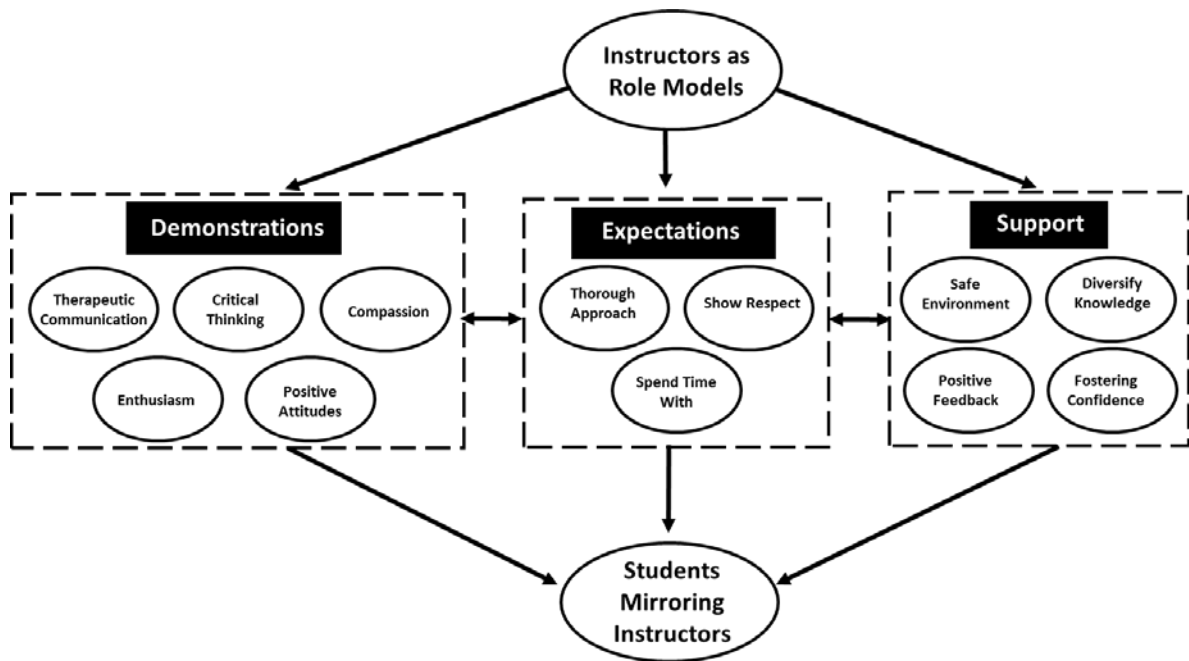 Instructors as
Role Models
Demonstrations
Therapeutic
Communication
Critical
Thinking
Compassion
Enthusiasm
Positive
Attitudes
Expectations
Thorough
Approach
Show Respect
Spend Time
With
Support
Safe
Environment
Diversify
Knowledge
Positive
Feedback
Fostering
Confidence
Students
Mirroring
Instructors